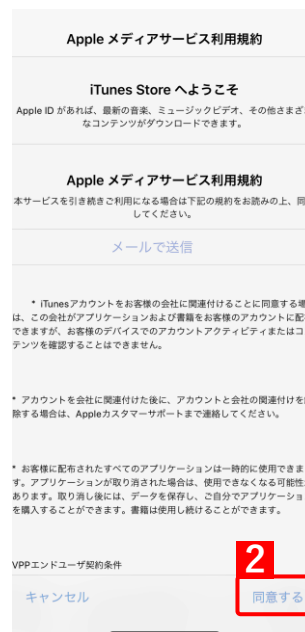 Apple メディアサービス利用規約
iTunes Store へようこそ
Apple ID があれば、最新の音楽、ミュージックビデオ、その他さまざ
なコンテンツがダウンロードできます。
Apple メディアサービス利用規約
本サービスを引き続きご利用になる場合は下記の規約をお読みの上、同
してください。
メールで送信
* iTunesアカウントをお客様の会社に関連付けることに同意する場
は、この会社がアプリケーションおよび書籍をお客様のアカウントに配
できますが、お客様のデバイスでのアカウントアクティビティまたはコ
テンツを確認することはできません。
* アカウントを会社に関連付けた後に、アカウントと会社の関連付けを
除する場合は、Appleカスタマーサポートまで連絡してください。
* お客様に配布されたすべてのアプリケーションは一時的に使用できま
す。アプリケーションが取り消された場合は、使用できなくなる可能性
あります。取り消し後には、データを保存し、ご自分でアプリケーショ
を購入することができます。書籍は使用し続けることができます。
VPPエンドユーザ契約条件
2
キャンセル
同意する